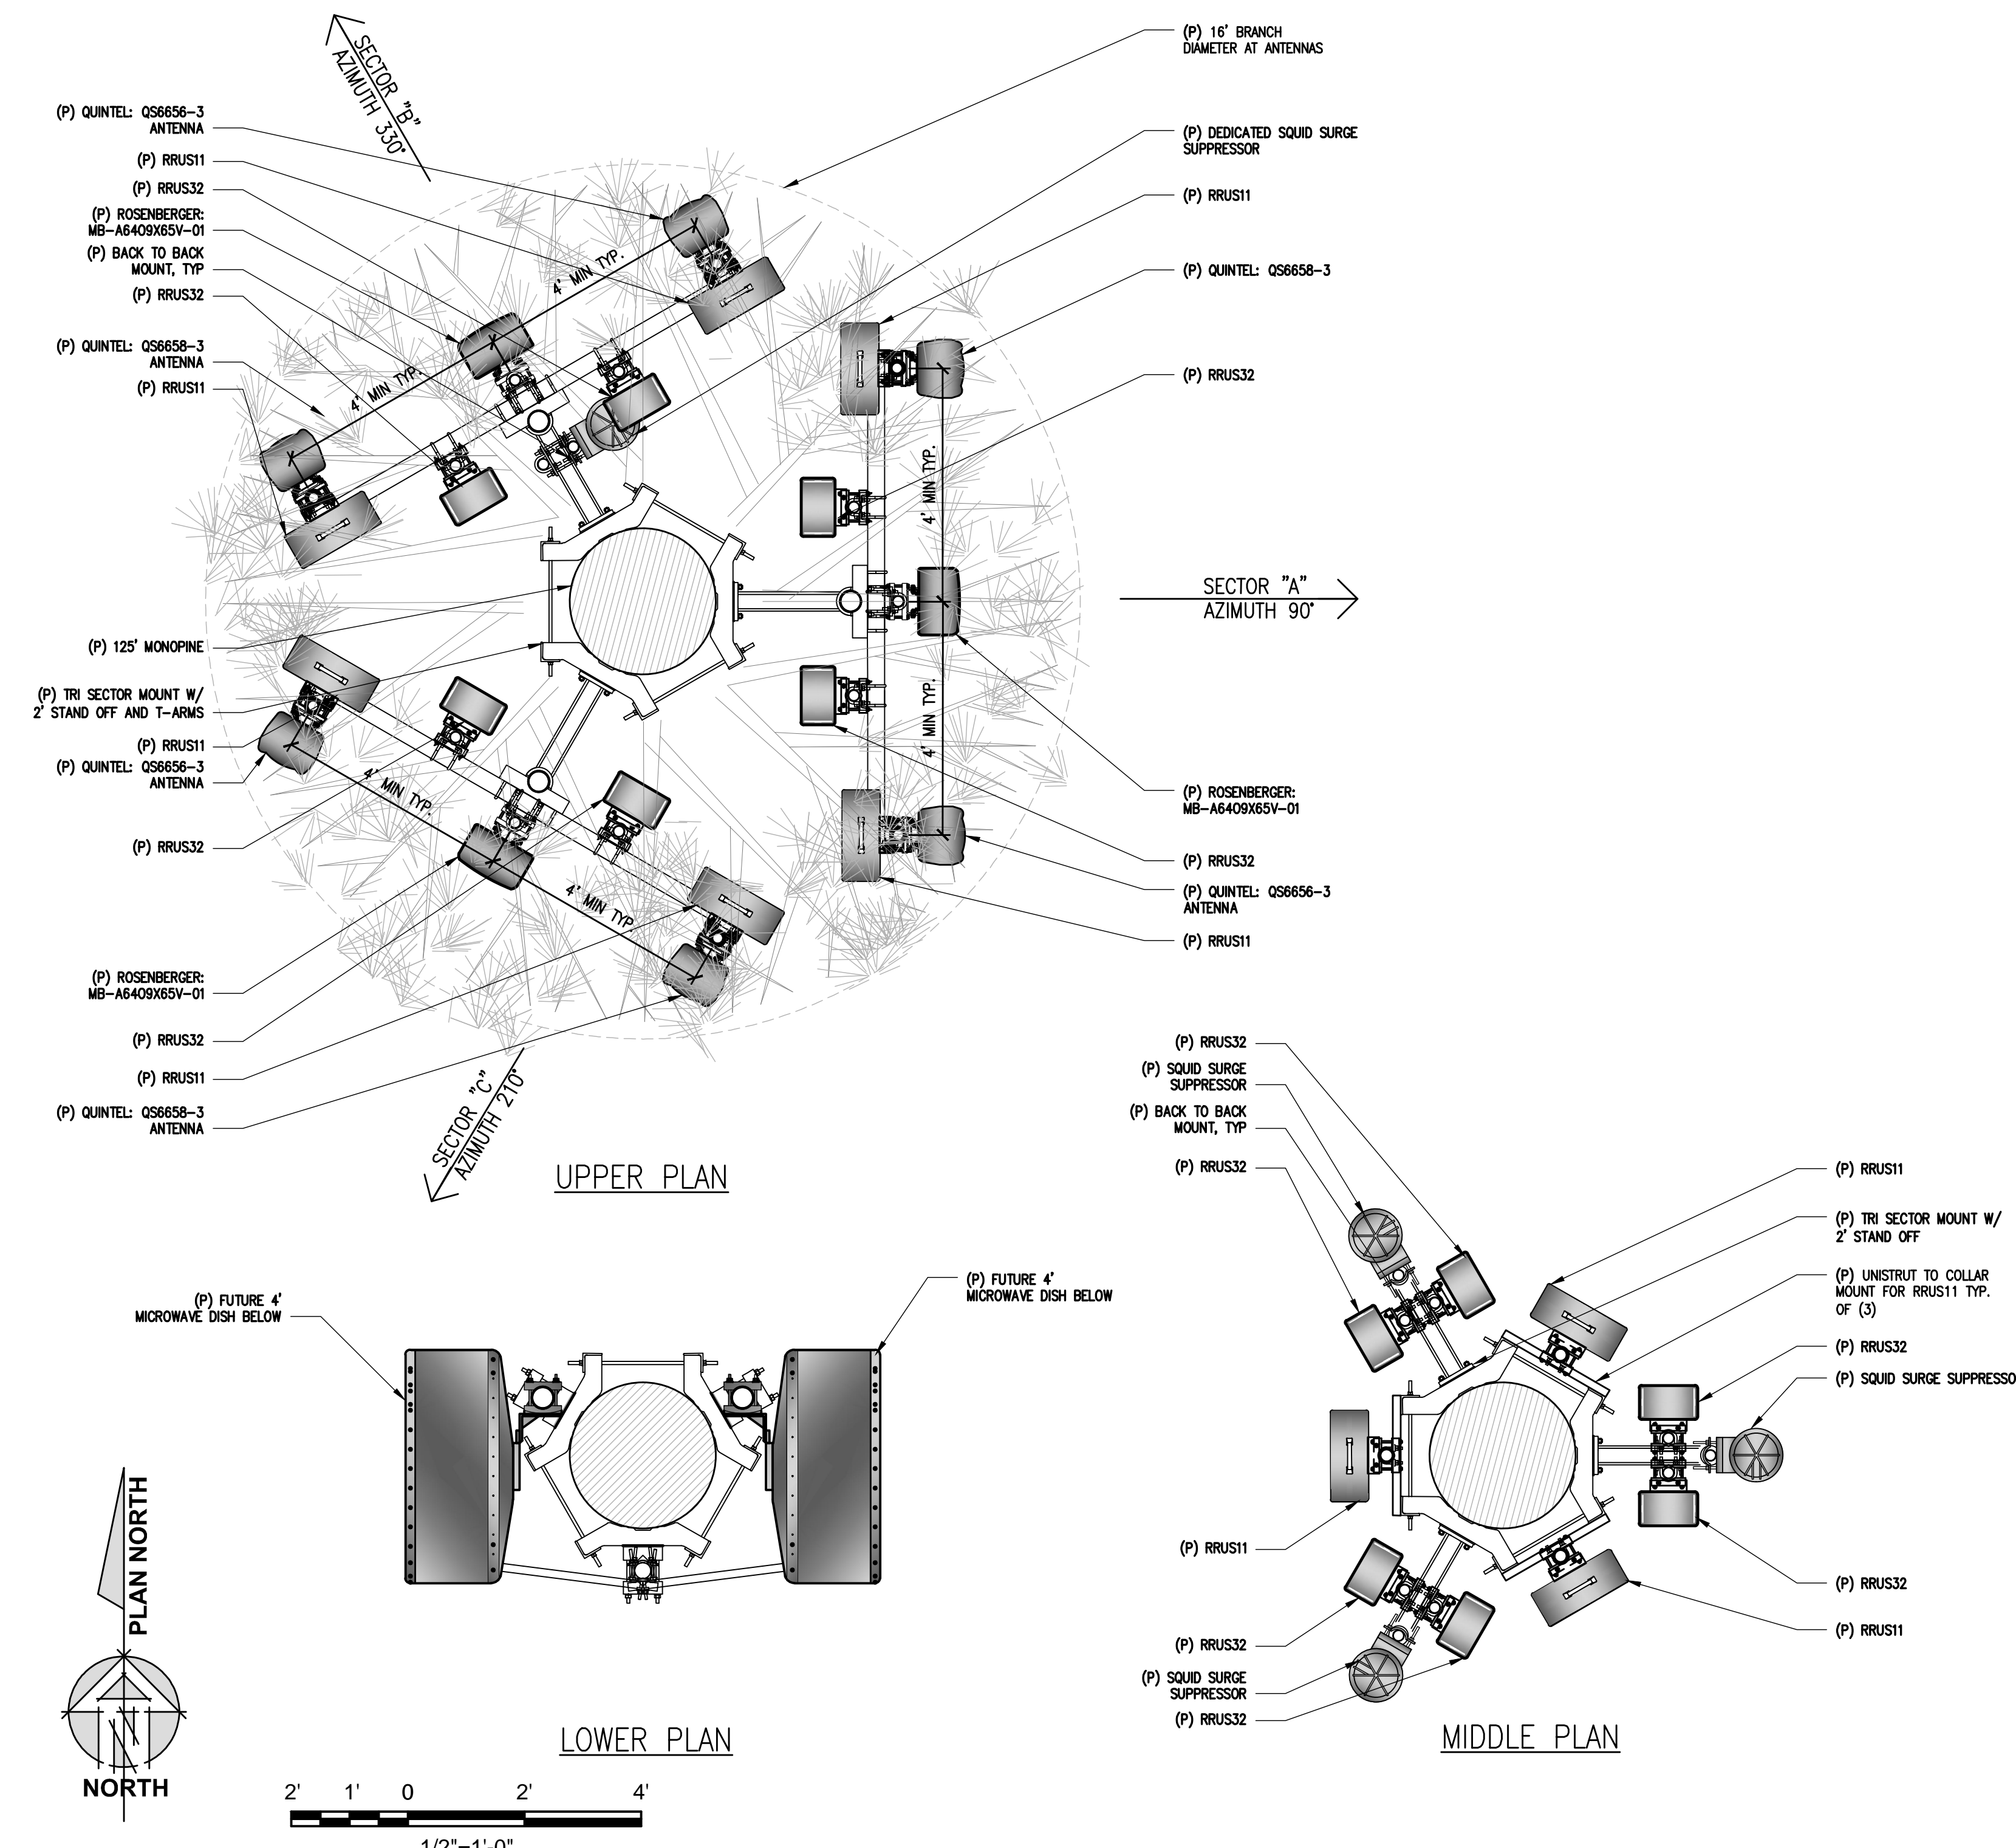 SECTOR "B"
AZIMUTH 330°
(P) QUINTEL: QS6656-3
ANTENNA
(P) RRUS11
(P) RRUS32
(P) ROSENBERGER:
MB-A6409X65V-01
(P) BACK TO BACK
MOUNT, TYP
(P) RRUS32
(P) QUINTEL: QS6658-3
ANTENNA
(P) RRUS11
(P) 125' MONOPINE
(P) TRI SECTOR MOUNT W/
2' STAND OFF AND T-ARMS
(P) RRUS11
(P) QUINTEL: QS6656-3
ANTENNA
(P) RRUS32
(P) ROSENBERGER:
MB-A6409X65V-01
(P) RRUS32
(P) RRUS11
(P) QUINTEL: QS6658-3
ANTENNA
4' MIN TYP.
4' MIN TYP.
4' MIN TYP.
4' MIN TYP.
4' MIN TYP.
4' MIN TYP.
(P) 16' BRANCH
DIAMETER AT ANTENNAS
(P) DEDICATED SQUID SURGE
SUPPRESSOR
(P) RRUS11
(P) QUINTEL: QS6658-3
(P) RRUS32
SECTOR "A"
AZIMUTH 90°
(P) ROSENBERGER:
MB-A6409X65V-01
(P) RRUS32
(P) QUINTEL: QS6656-3
ANTENNA
(P) RRUS11
SECTOR "C"
AZIMUTH 210°
UPPER PLAN
(P) RRUS32
(P) SQUID SURGE
SUPPRESSOR
(P) BACK TO BACK
MOUNT, TYP
(P) RRUS32
(P) RRUS11
(P) RRUS32
(P) SQUID SURGE
SUPPRESSOR
(P) RRUS32
(P) RRUS11
(P) TRI SECTOR MOUNT W/
2' STAND OFF
(P) UNISTRUT TO COLLAR
MOUNT FOR RRUS11 TYP.
OF (3)
(P) RRUS32
(P) SQUID SURGE SUPPRESSO
(P) RRUS32
(P) RRUS11
MIDDLE PLAN
(P) FUTURE 4'
MICROWAVE DISH BELOW
(P) FUTURE 4'
MICROWAVE DISH BELOW
LOWER PLAN
PLAN NORTH
NORTH
2' 1' 0 2' 4'
1/2"=1'-0"